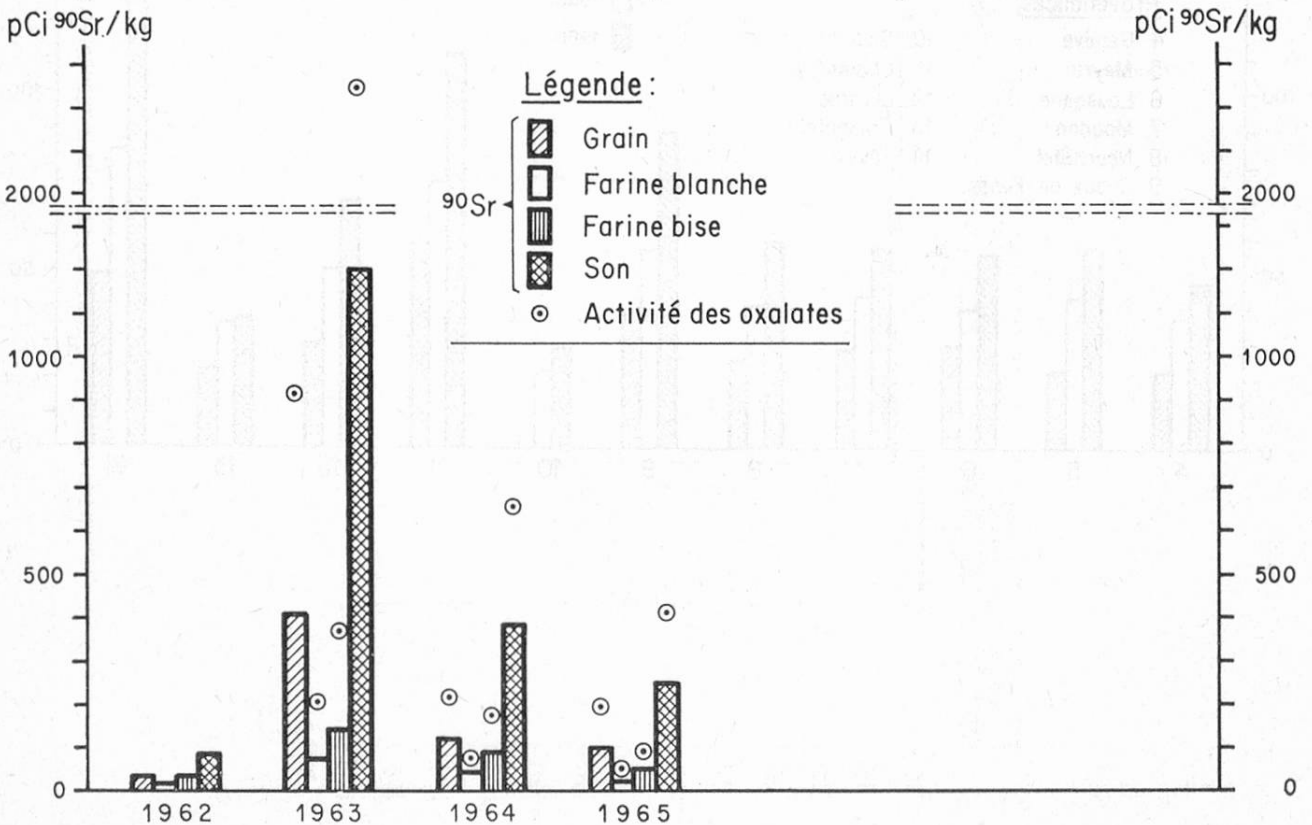 pCi ⁹⁰Sr/kg
pCi ⁹⁰Sr/kg
Légende :
Grain
Farine blanche
Farine bise
Son
⁹⁰Sr
Activité des oxalates
2000
1000
500
0
2000
1000
500
0
1962 1963 1964 1965